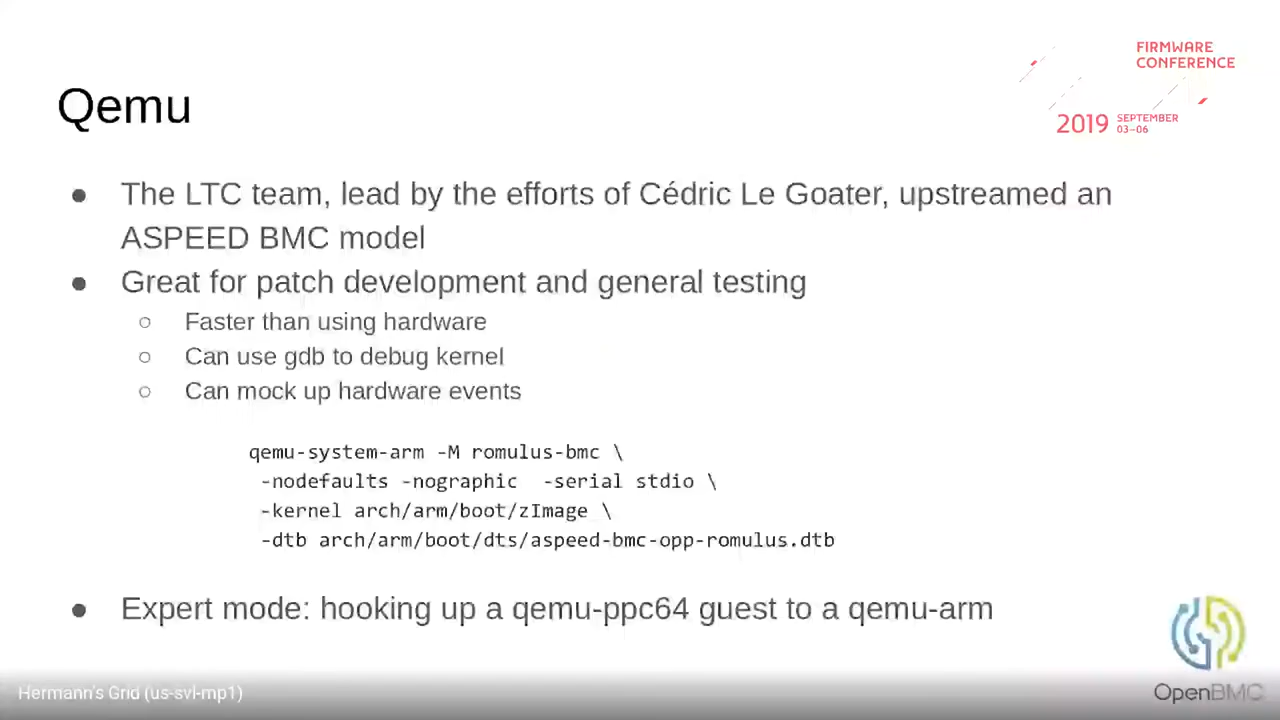 FIRMWARE
CONFERENCE
2019 SEPTEMBER
03–06
Qemu
● The LTC team, lead by the efforts of Cédric Le Goater, upstreamed an
ASPEED BMC model
● Great for patch development and general testing
○ Faster than using hardware
○ Can use gdb to debug kernel
○ Can mock up hardware events
qemu-system-arm -M romulus-bmc \
-nodefaults -nographic  -serial stdio \
-kernel arch/arm/boot/zImage \
-dtb arch/arm/boot/dts/aspeed-bmc-opp-romulus.dtb
● Expert mode: hooking up a qemu-ppc64 guest to a qemu-arm
Hermann's Grid (us-svl-mp1)
OpenBMC